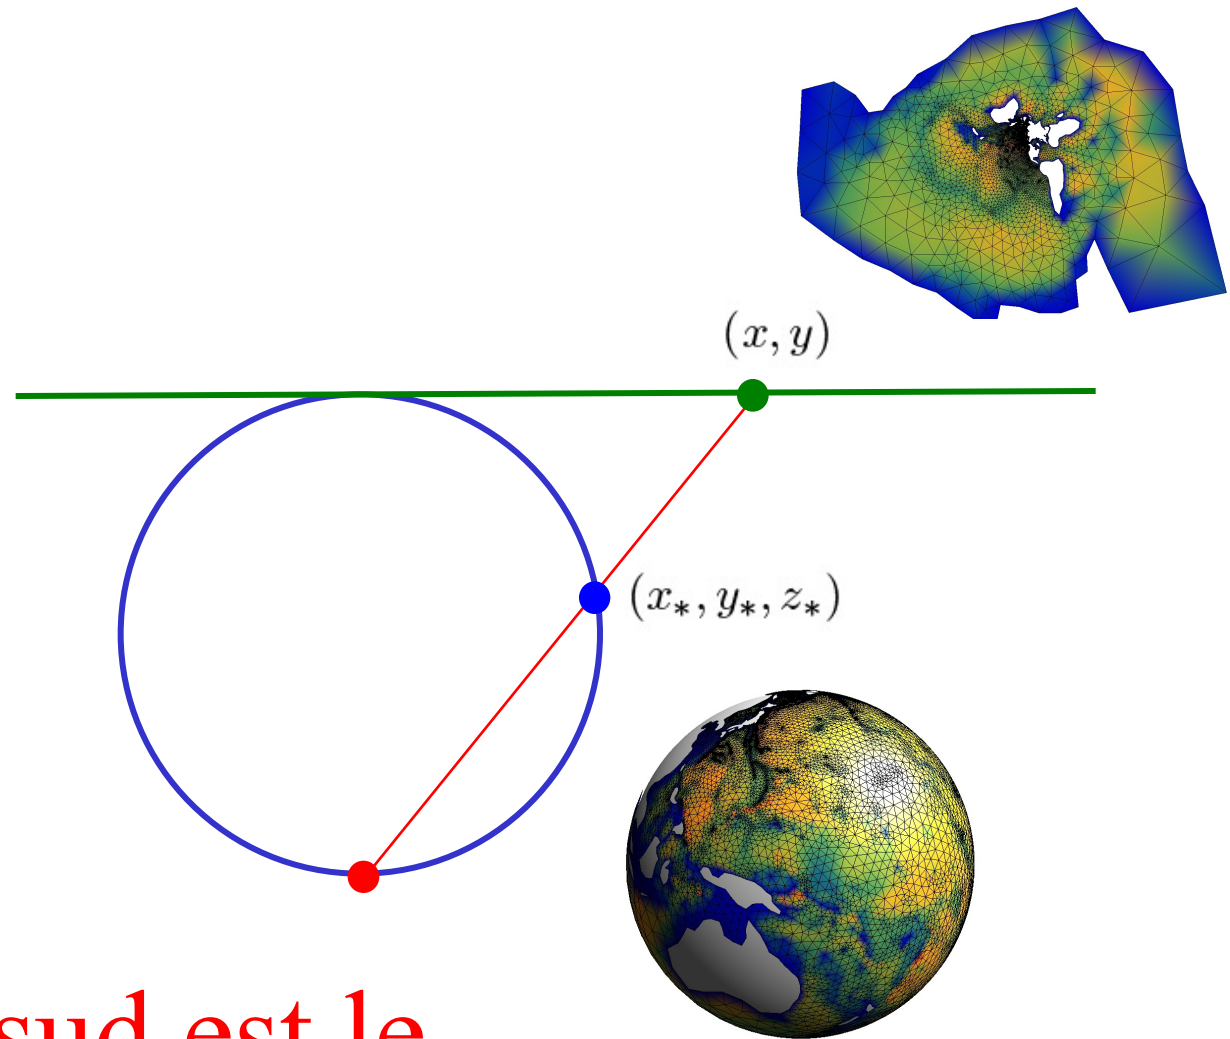 (x, y)
(x*, y*, z*)
sud est le